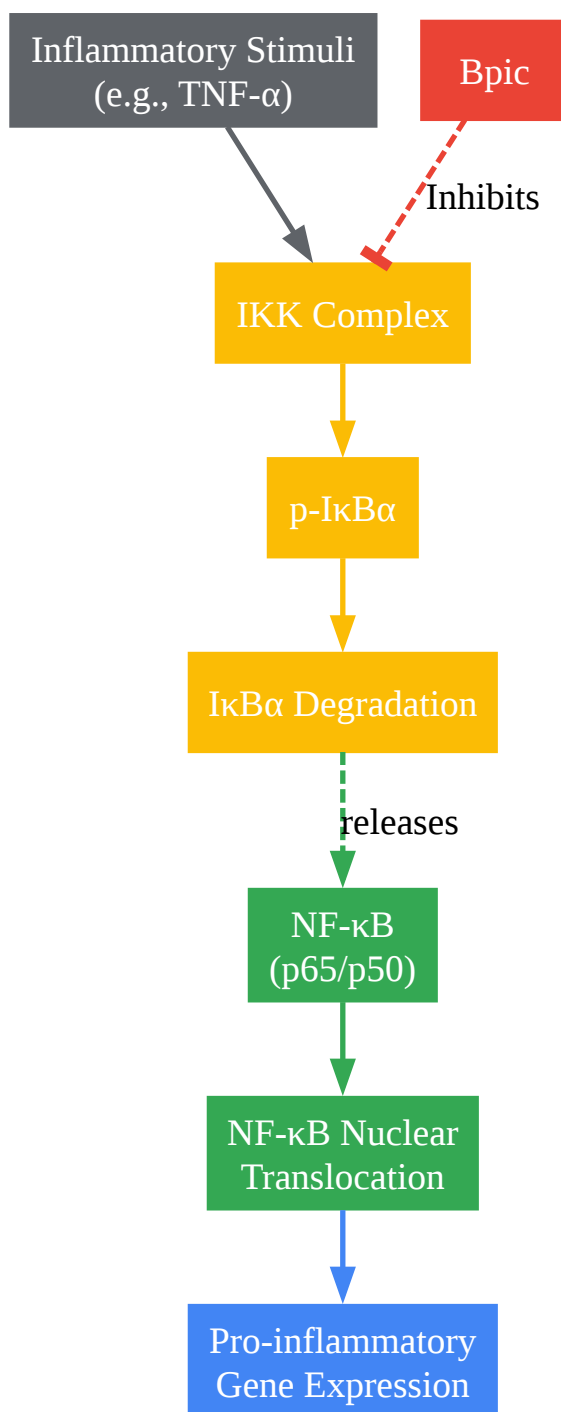 Inflammatory Stimuli
(e.g., TNF-α)
Bpic
Inhibits
IKK Complex
p-IκBα
IκBα Degradation
releases
NF-κB
(p65/p50)
NF-κB Nuclear
Translocation
Pro-inflammatory
Gene Expression